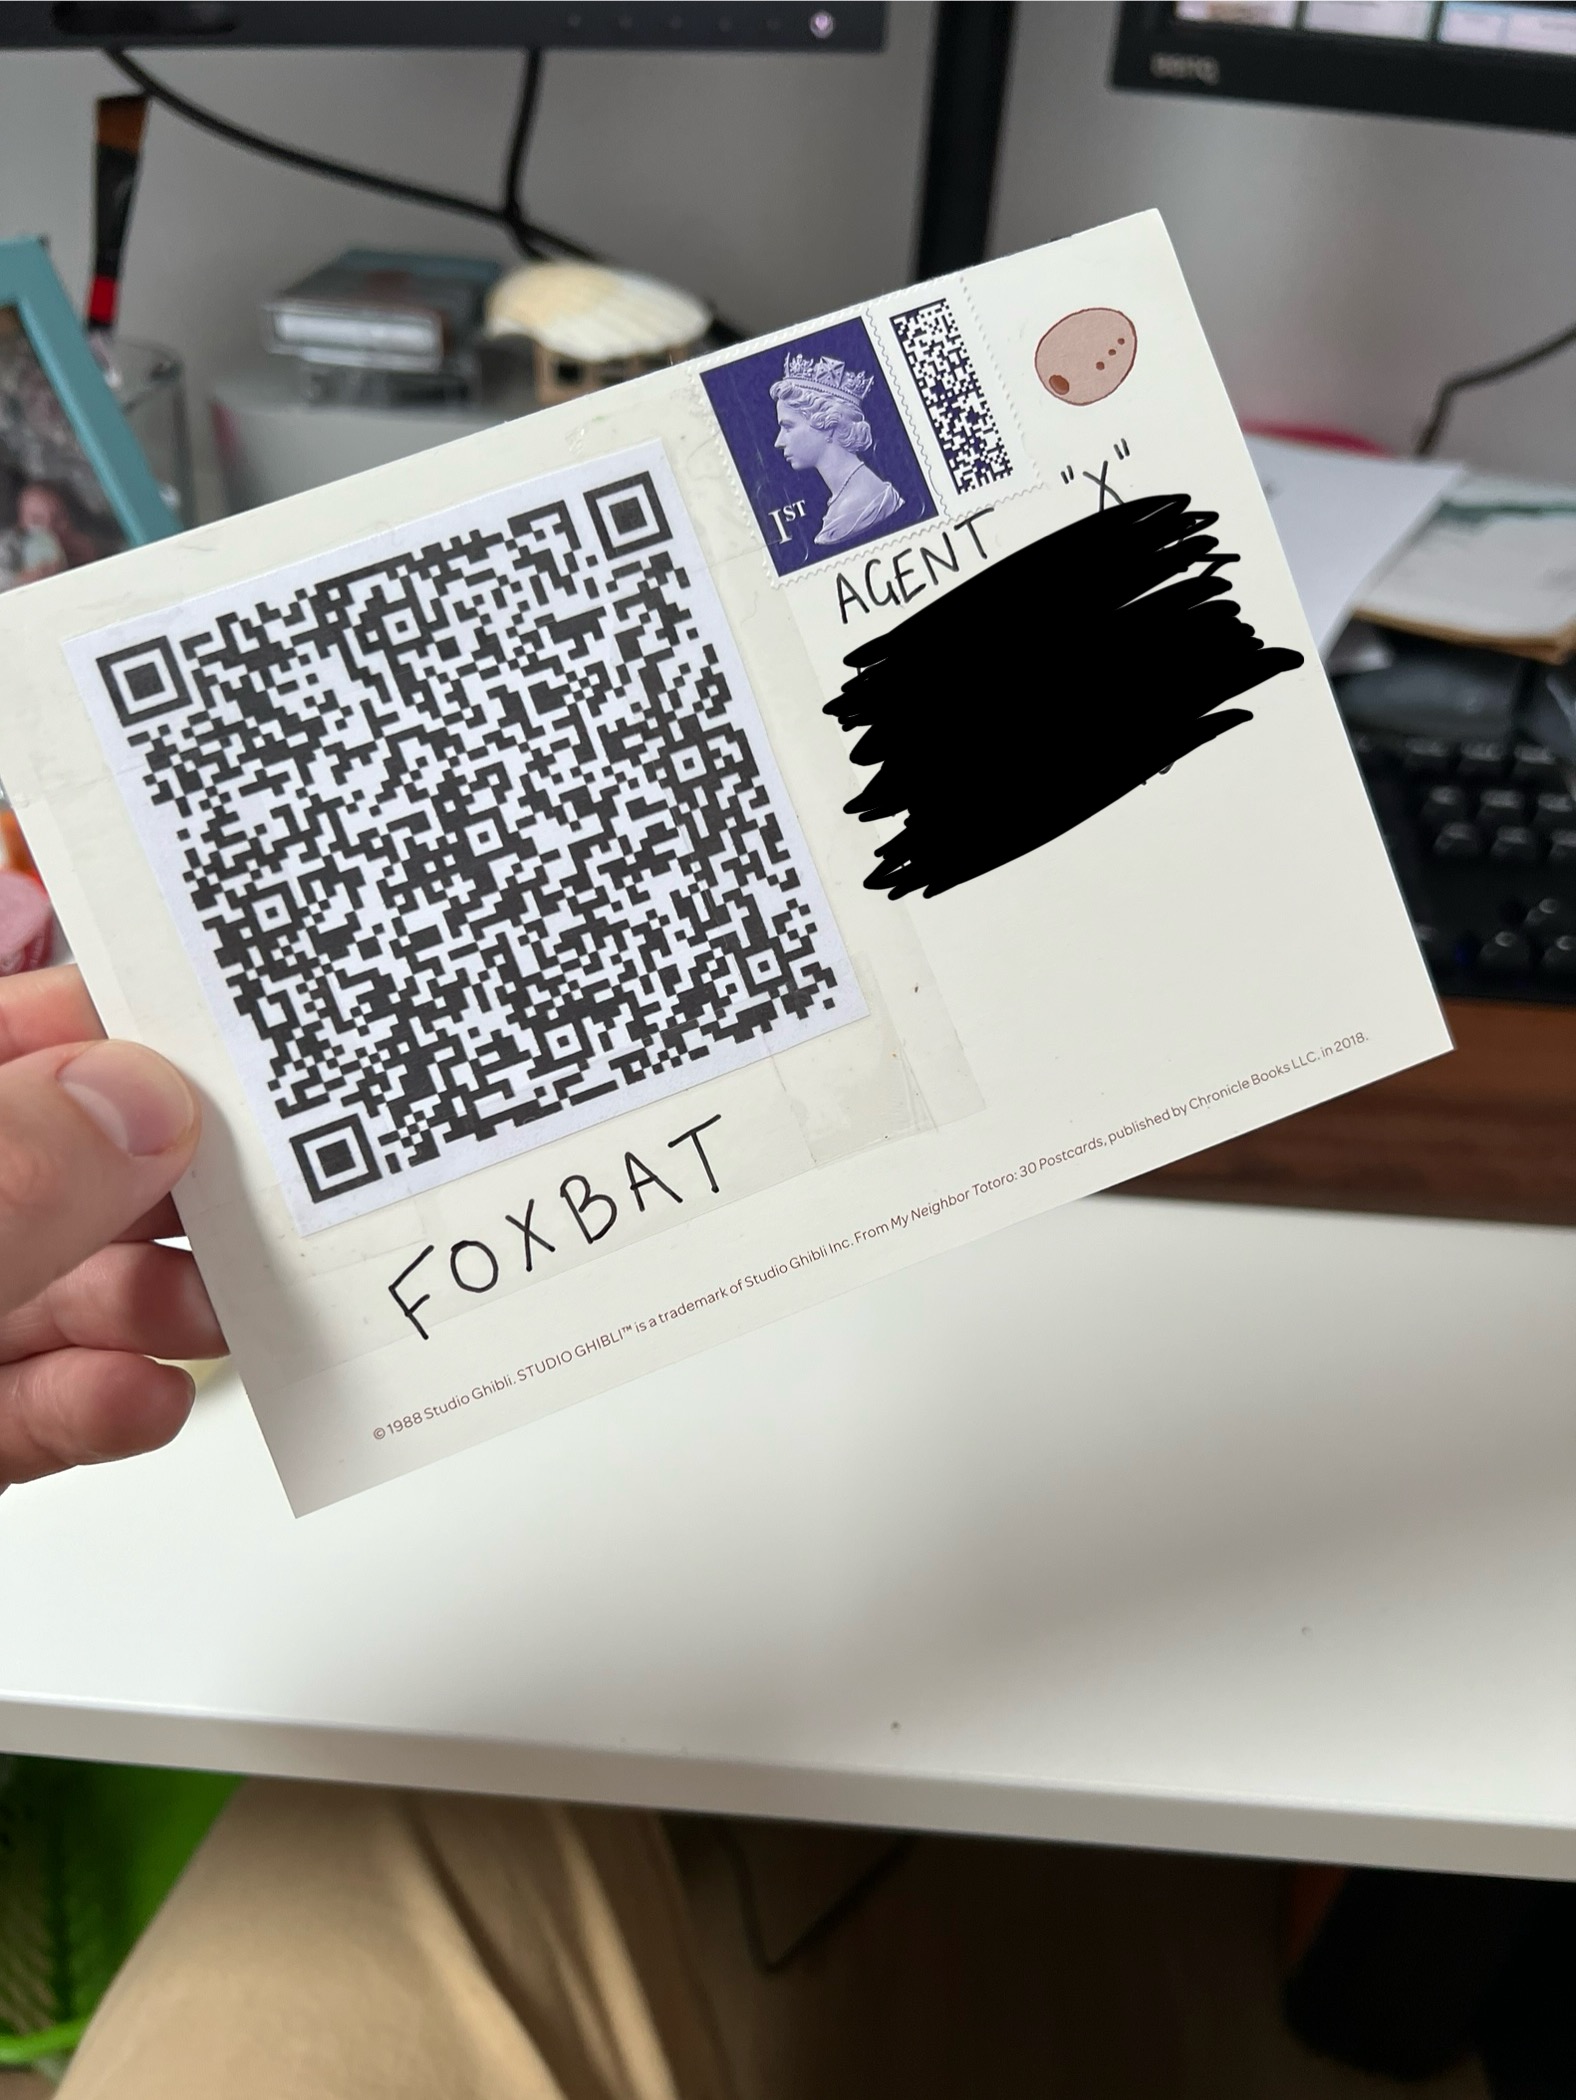 BenQ
1ST
AGENT "X"
FOXBAT
© 1988 Studio Ghibli. STUDIO GHIBLI™ is a trademark of Studio Ghibli Inc. From My Neighbor Totoro: 30 Postcards, published by Chronicle Books LLC. in 2018.